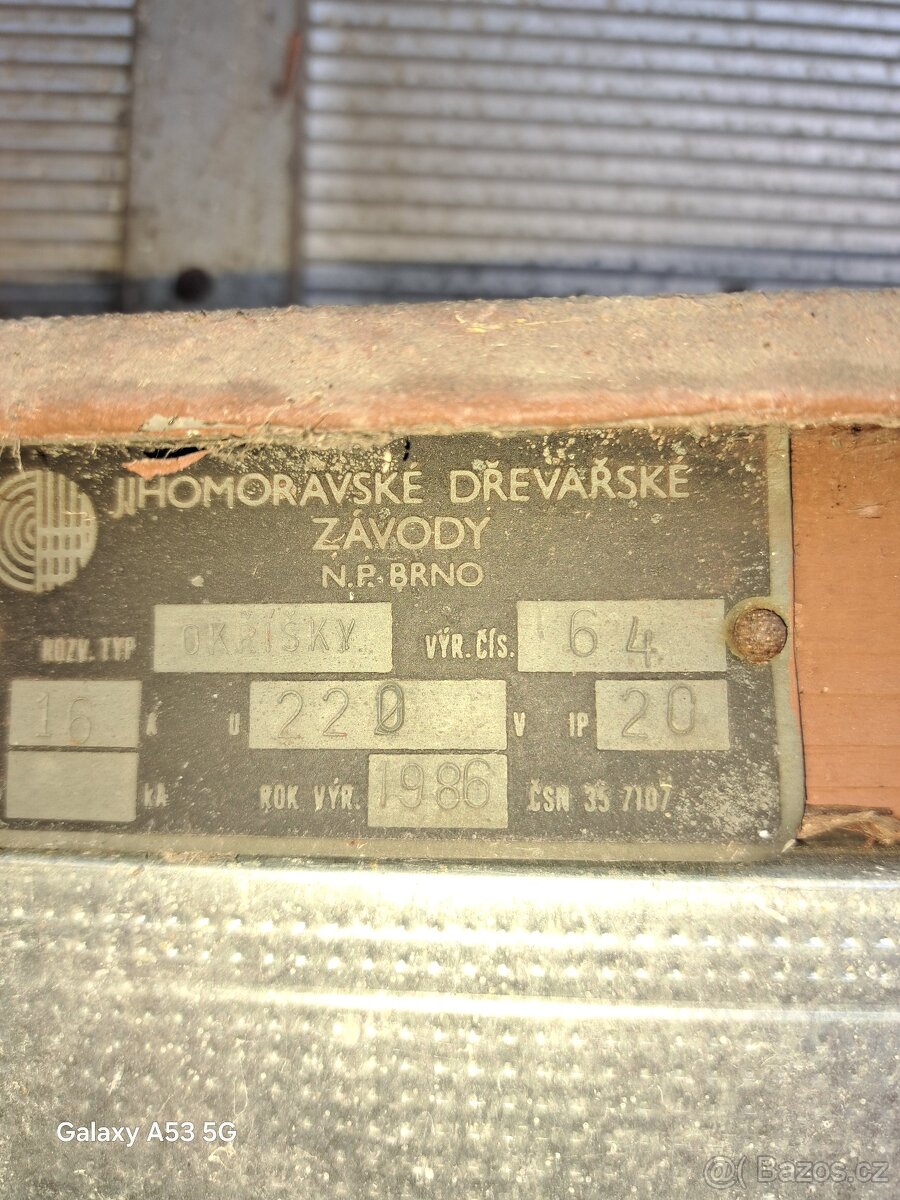 JIHOMORAVSKÉ DŘEVAŘSKÉ
ZÁVODY
N.P. BRNO
ROZV. TYP OKŘÍŠKY VÝR. ČÍS. 64
16 A U 220 V IP 20
kA ROK VÝR. 1986 ČSN 35 7107
Galaxy A53 5G
Bazos.cz